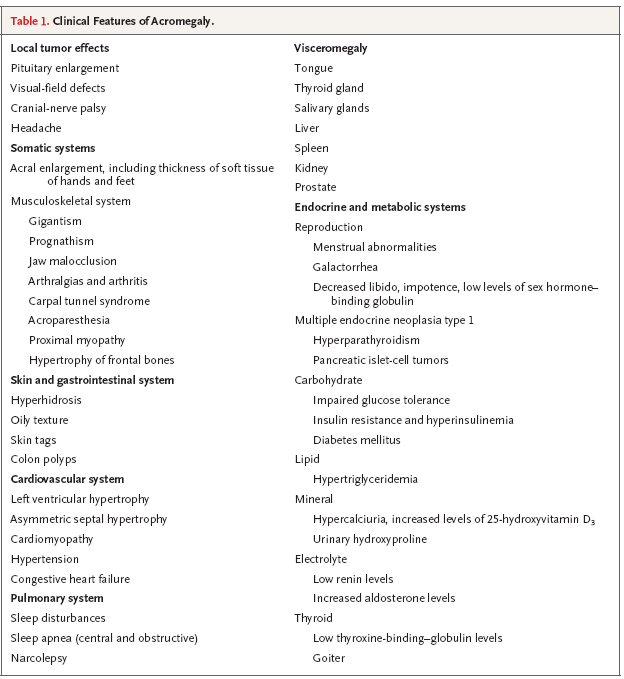 Table 1. Clinical Features of Acromegaly.
Local tumor effects
Pituitary enlargement
Visual-field defects
Cranial-nerve palsy
Headache
Somatic systems
Acral enlargement, including thickness of soft tissue
of hands and feet
Musculoskeletal system
Gigantism
Prognathism
Jaw malocclusion
Arthralgias and arthritis
Carpal tunnel syndrome
Acroparesthesia
Proximal myopathy
Hypertrophy of frontal bones
Skin and gastrointestinal system
Hyperhidrosis
Oily texture
Skin tags
Colon polyps
Cardiovascular system
Left ventricular hypertrophy
Asymmetric septal hypertrophy
Cardiomyopathy
Hypertension
Congestive heart failure
Pulmonary system
Sleep disturbances
Sleep apnea (central and obstructive)
Narcolepsy
Visceromegaly
Tongue
Thyroid gland
Salivary glands
Liver
Spleen
Kidney
Prostate
Endocrine and metabolic systems
Reproduction
Menstrual abnormalities
Galactorrhea
Decreased libido, impotence, low levels of sex hormone–
binding globulin
Multiple endocrine neoplasia type 1
Hyperparathyroidism
Pancreatic islet-cell tumors
Carbohydrate
Impaired glucose tolerance
Insulin resistance and hyperinsulinemia
Diabetes mellitus
Lipid
Hypertriglyceridemia
Mineral
Hypercalciuria, increased levels of 25-hydroxyvitamin D₃
Urinary hydroxyproline
Electrolyte
Low renin levels
Increased aldosterone levels
Thyroid
Low thyroxine-binding–globulin levels
Goiter